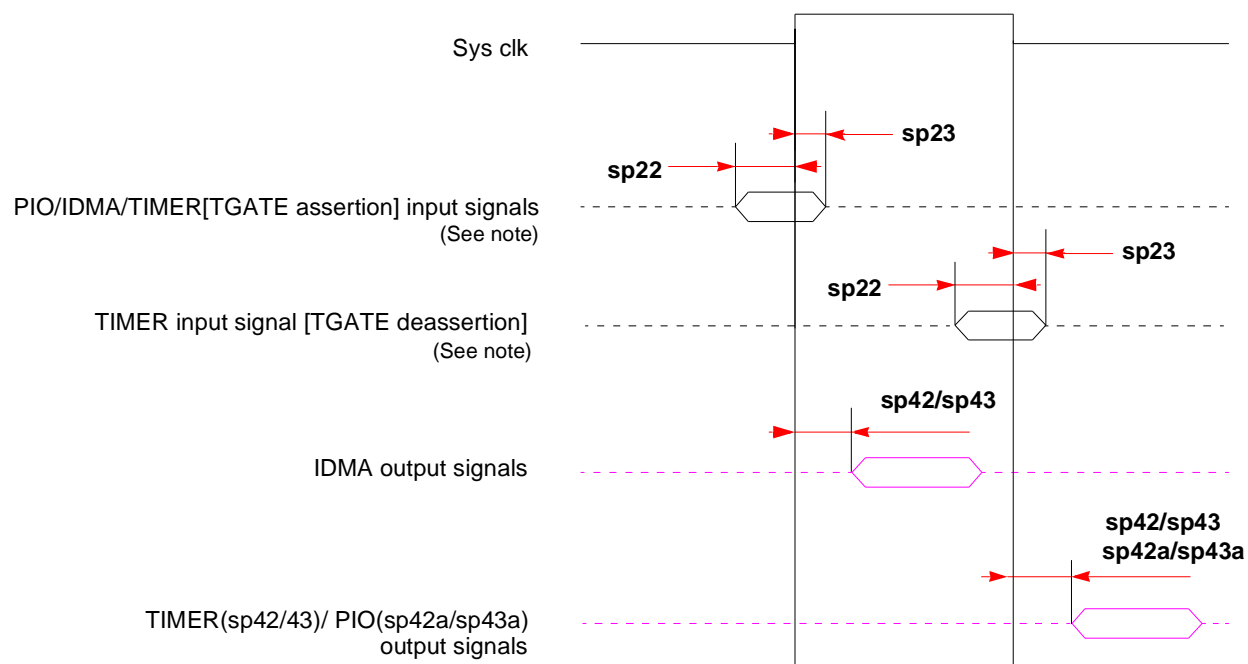 Sys clk
sp23
sp22
PIO/IDMA/TIMER[TGATE assertion] input signals
(See note)
sp23
sp22
TIMER input signal [TGATE deassertion]
(See note)
sp42/sp43
IDMA output signals
sp42/sp43
sp42a/sp43a
TIMER(sp42/43)/ PIO(sp42a/sp43a)
output signals